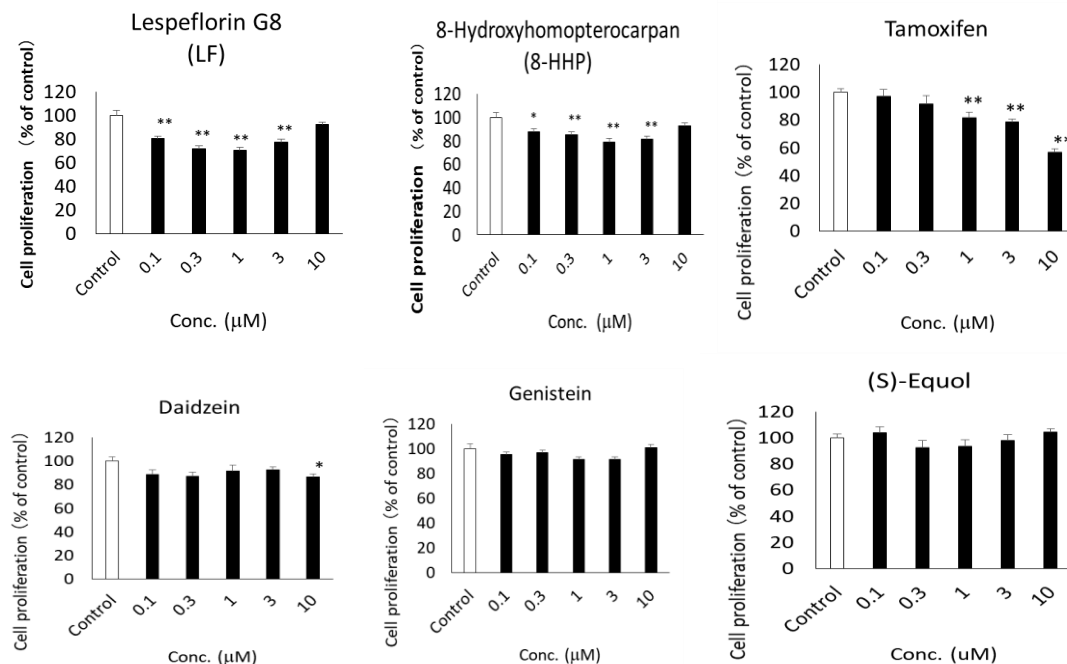 Lespeflorin G8
(LF)
Cell proliferation (% of control)
120
100
80
60
40
20
0
** ** ** **
Control 0.1 0.3 1 3 10
Conc. (μM)
8-Hydroxyhomopterocarpan
(8-HHP)
Cell proliferation (% of control)
120
100
80
60
40
20
0
* ** ** **
Control 0.1 0.3 1 3 10
Conc. (μM)
Tamoxifen
Cell proliferation (% of control)
120
100
80
60
40
20
0
** ** **
Control 0.1 0.3 1 3 10
Conc. (μM)
Daidzein
Cell proliferation (% of control)
120
100
80
60
40
20
0
*
Control 0.1 0.3 1 3 10
Conc. (μM)
Genistein
Cell proliferation (% of control)
120
100
80
60
40
20
0
Control 0.1 0.3 1 3 10
Conc. (μM)
(S)-Equol
Cell proliferation (% of control)
120
100
80
60
40
20
0
Control 0.1 0.3 1 3 10
Conc. (uM)